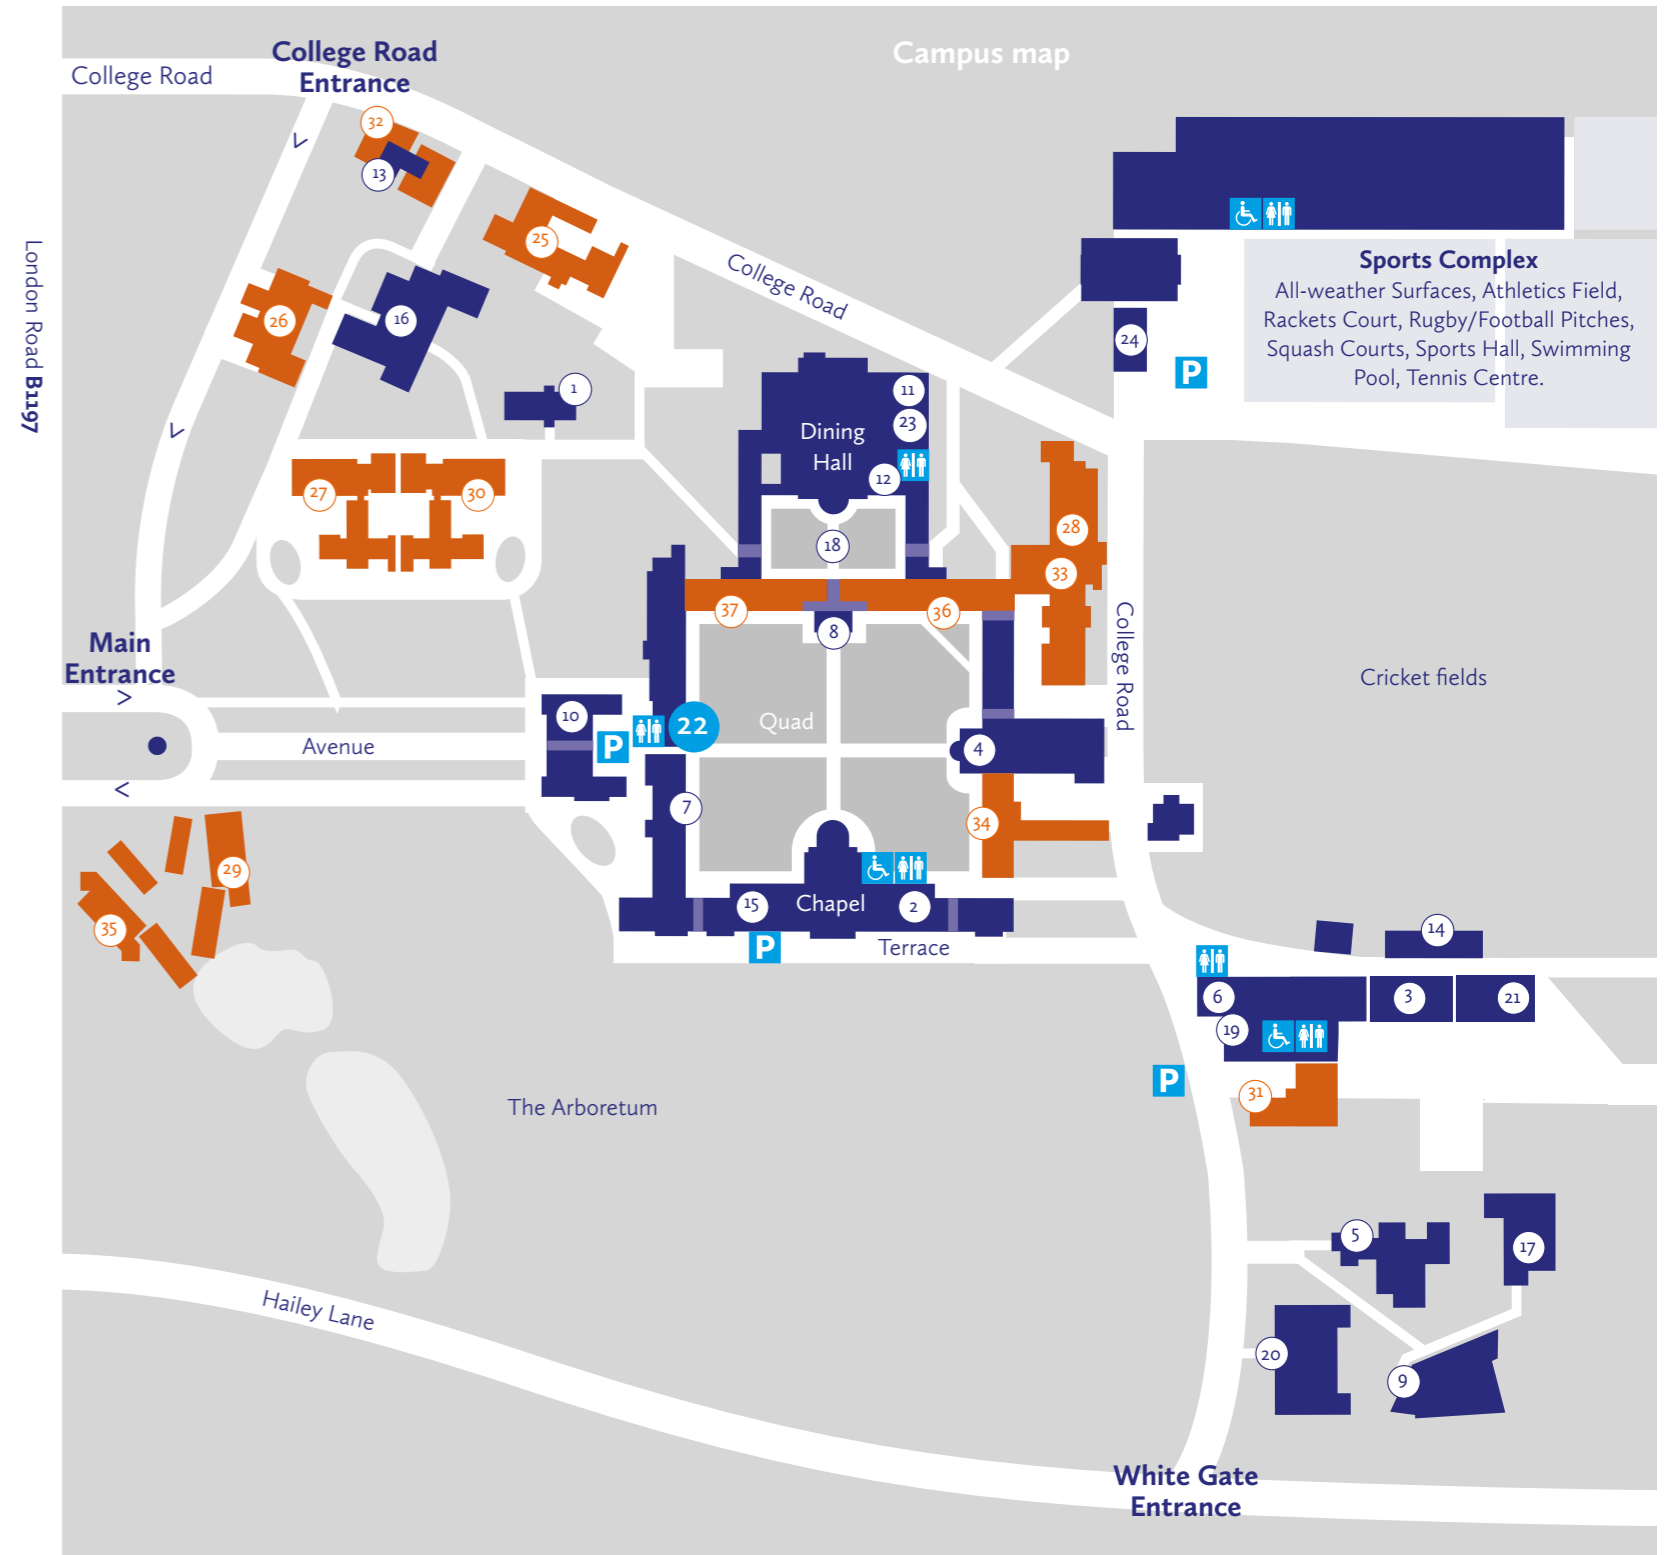 Campus map
College Road
Entrance
College Road
32
13
25
London Road B1197
College Road
Sports Complex
All-weather Surfaces, Athletics Field,
Rackets Court, Rugby/Football Pitches,
Squash Courts, Sports Hall, Swimming
Pool, Tennis Centre.
26
16
24
P
1
11
23
Dining
Hall
12
27
30
28
18
33
37
36
8
College Road
Main
Entrance
>
>
>
Cricket fields
10
22
Quad
P
Avenue
4
<
7
34
29
35
15
Chapel
2
14
P
Terrace
6
3
21
19
P
31
The Arboretum
5
17
Hailey Lane
20
9
White Gate
Entrance